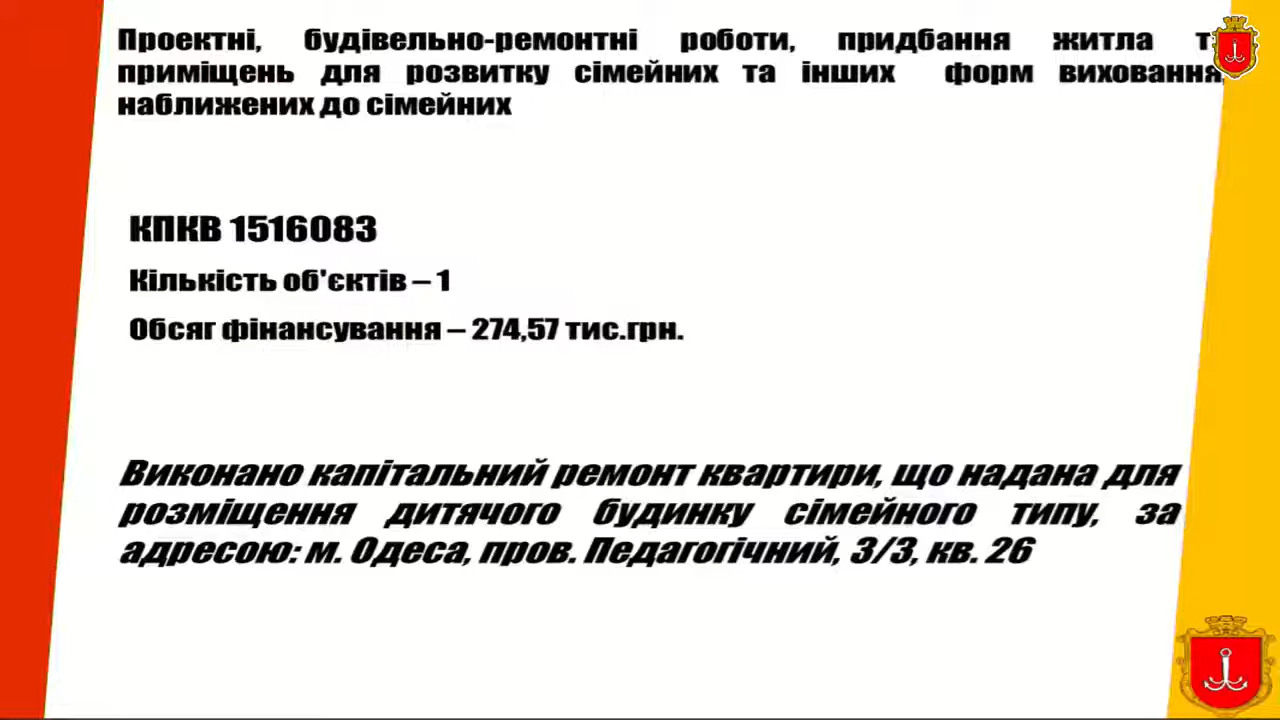 Проектні, будівельно-ремонтні роботи, придбання житла т
приміщень для розвитку сімейних та інших форм виховання,
наближених до сімейних
КПКВ 1516083
Кількість об'єктів – 1
Обсяг фінансування – 274,57 тис.грн.
Виконано капітальний ремонт квартири, що надана для
розміщення дитячого будинку сімейного типу, за
адресою: м. Одеса, пров. Педагогічний, 3/3, кв. 26